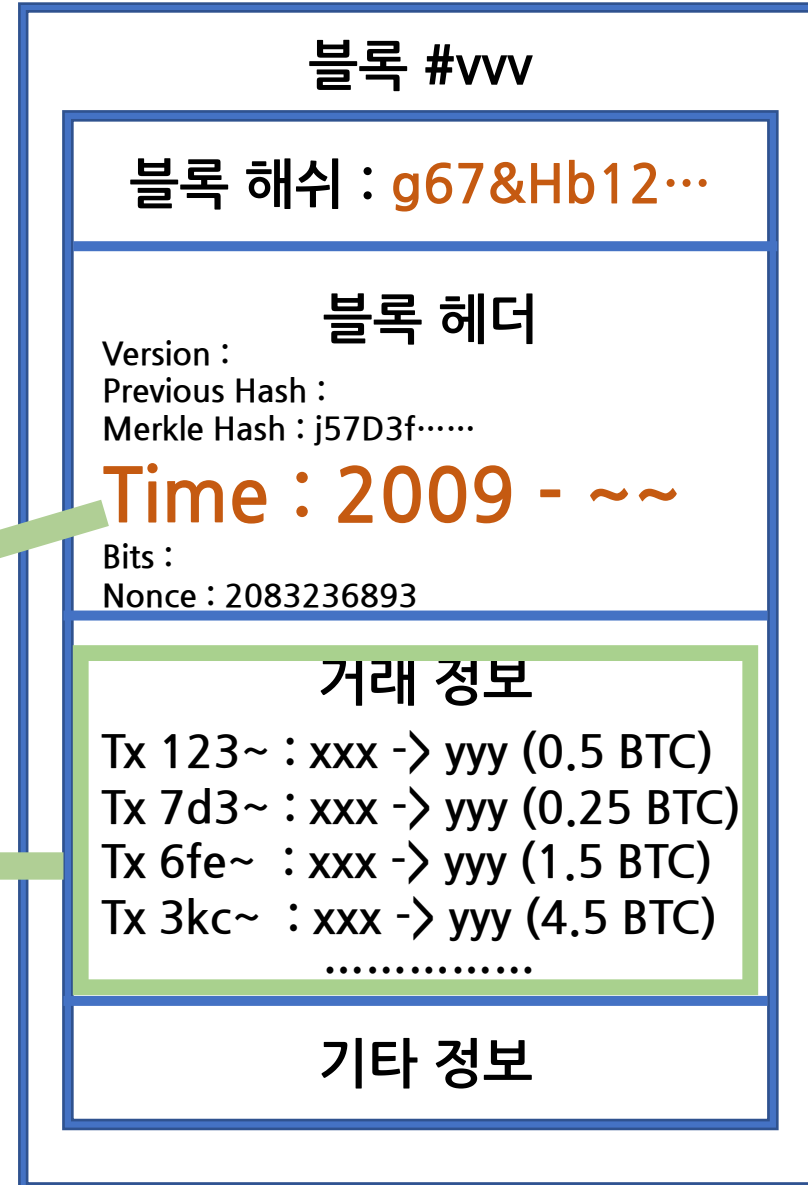 블록 #vvv
블록 해쉬 : g67&Hb12…
블록 헤더
Version :
Previous Hash :
Merkle Hash : j57D3f……
Time : 2009 - ~~
Bits :
Nonce : 2083236893
거래 정보
Tx 123~ : xxx -> yyy (0.5 BTC)
Tx 7d3~ : xxx -> yyy (0.25 BTC)
Tx 6fe~ : xxx -> yyy (1.5 BTC)
Tx 3kc~ : xxx -> yyy (4.5 BTC)
……………
기타 정보